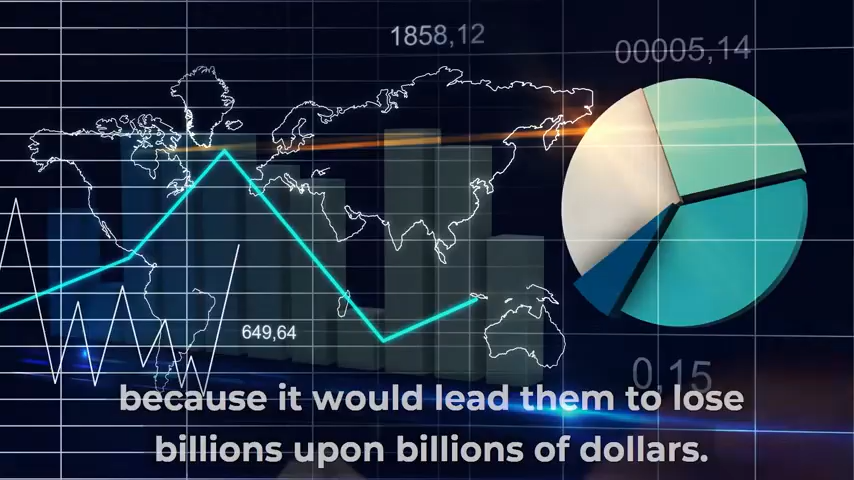 1858,12
00005,14
649,64
0,15
because it would lead them to lose
billions upon billions of dollars.